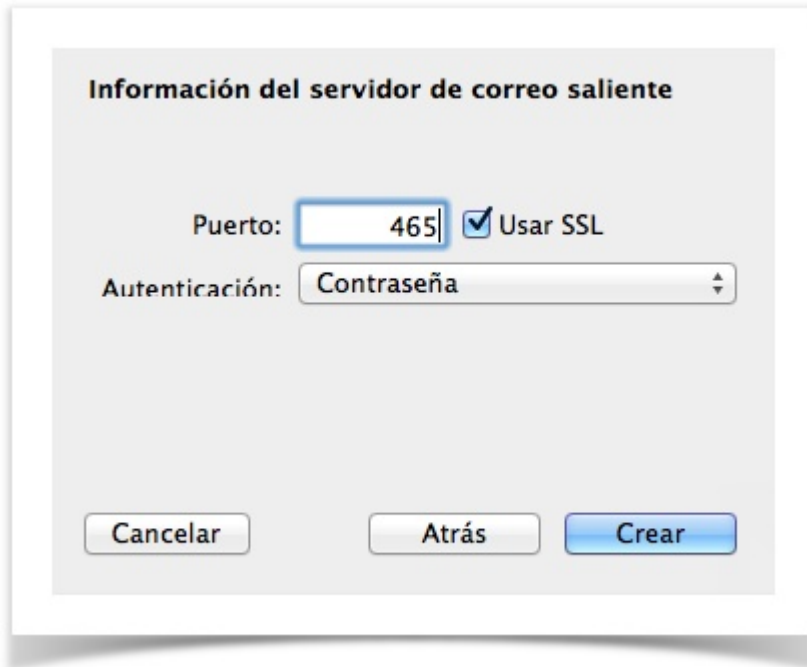 Información del servidor de correo saliente
Puerto: 465 Usar SSL
Autenticación: Contraseña
Cancelar Atrás Crear